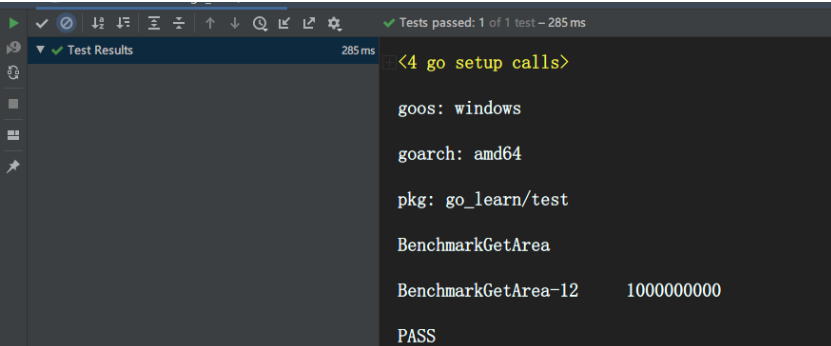 Tests passed: 1 of 1 test – 285 ms
Test Results 285 ms
<4 go setup calls>
goos: windows
goarch: amd64
pkg: go_learn/test
BenchmarkGetArea
BenchmarkGetArea-12 1000000000
PASS